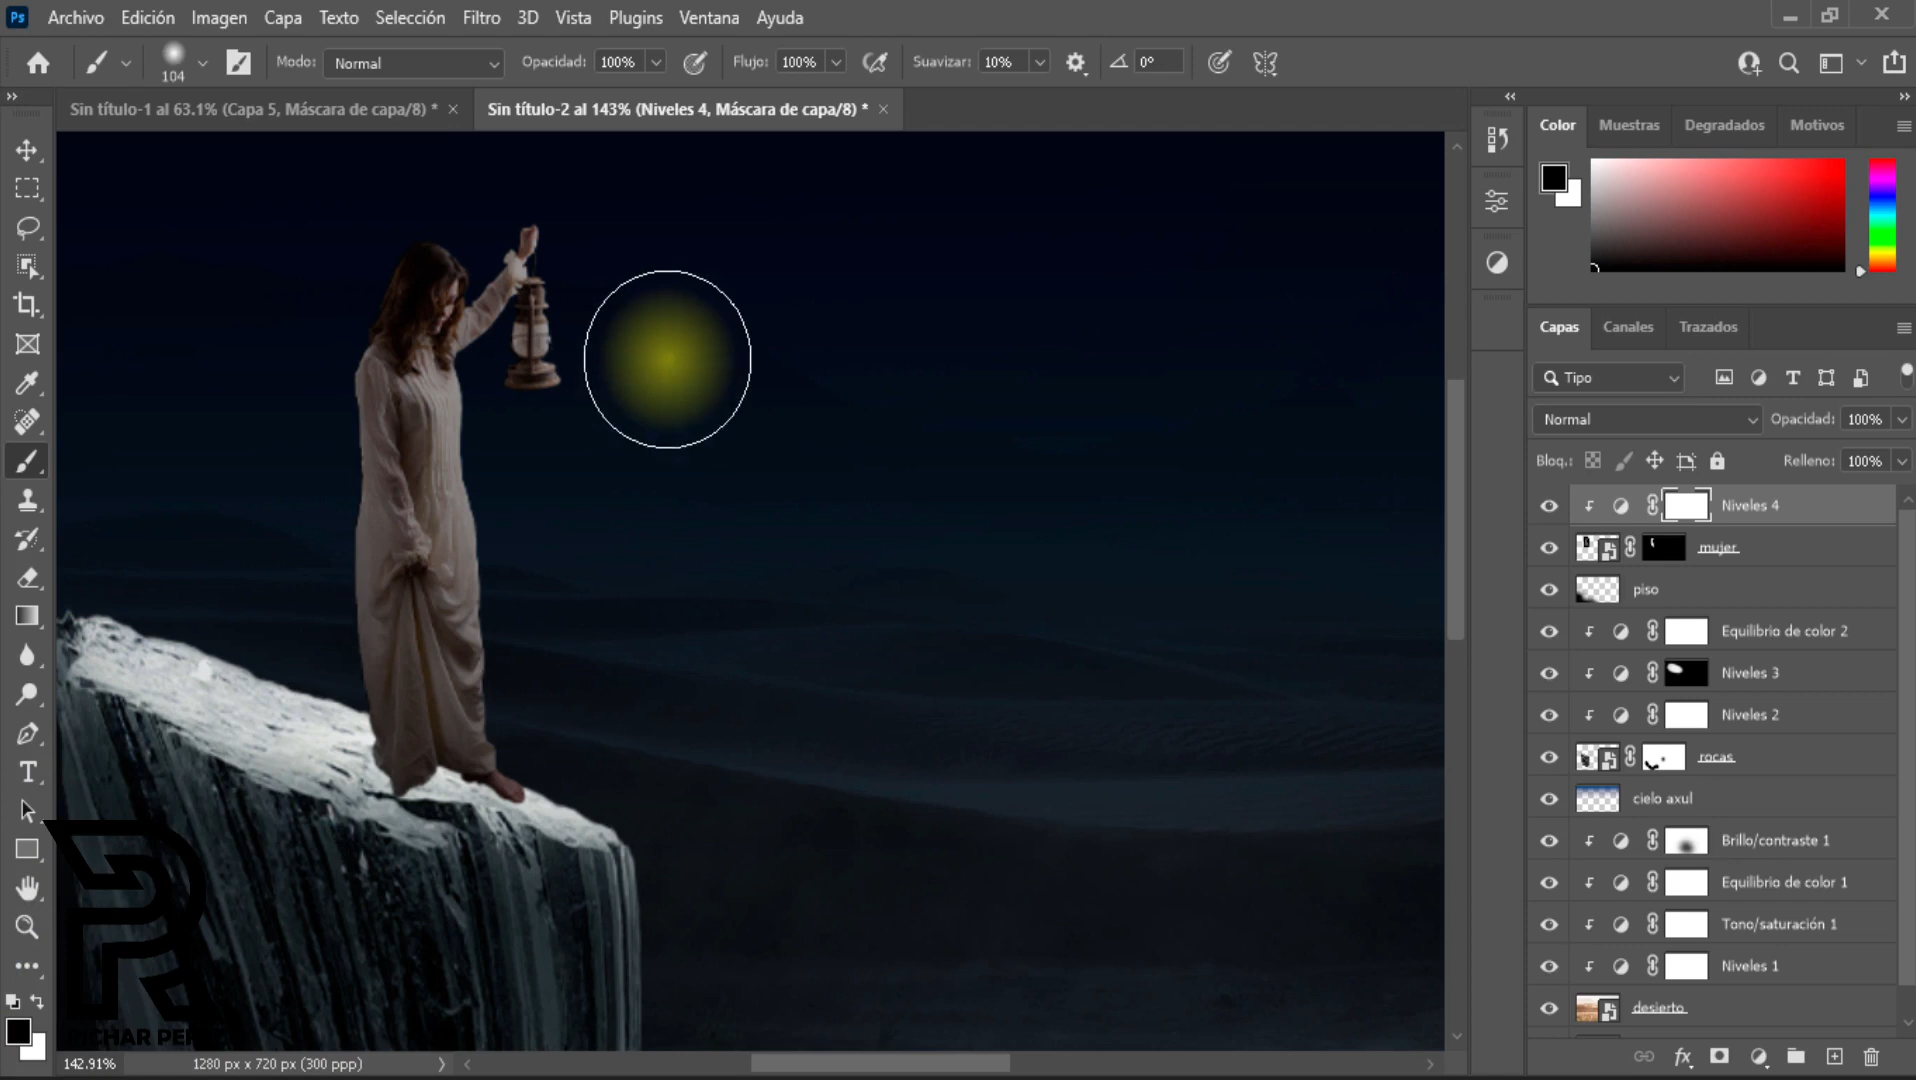 Ps Archivo Edición Imagen Capa Texto Selección Filtro 3D Vista Plugins Ventana Ayuda
104 Modo: Normal Opacidad: 100% Flujo: 100% Suavizar: 10% 0°
Sin título-1 al 63.1% (Capa 5, Máscara de capa/8) *
Sin título-2 al 143% (Niveles 4, Máscara de capa/8) *
Color Muestras Degradados Motivos
Capas Canales Trazados
Tipo
Normal Opacidad: 100%
Bloq.: Relleno: 100%
Niveles 4
mujer
piso
Equilibrio de color 2
Niveles 3
Niveles 2
rocas
cielo axul
Brillo/contraste 1
Equilibrio de color 1
Tono/saturación 1
Niveles 1
desierto
142.91% 1280 px x 720 px (300 ppp)